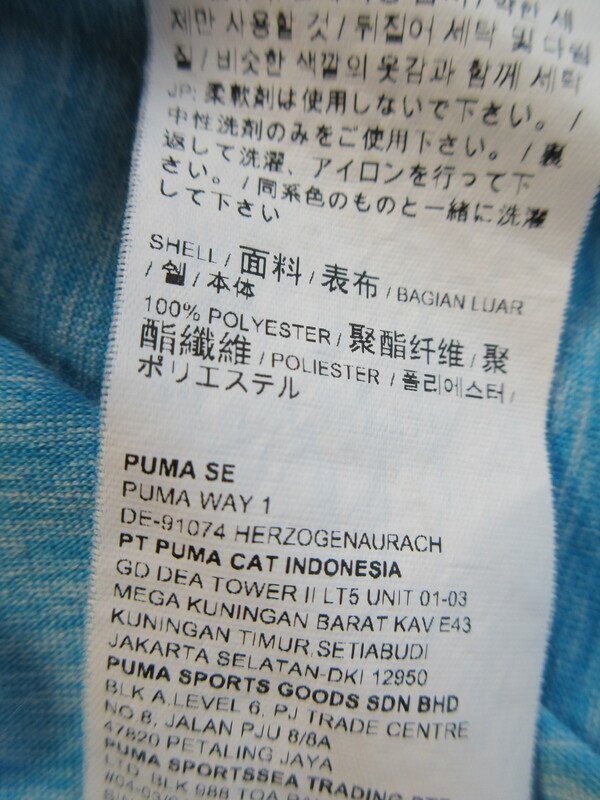 제만 사용할 것 / 뒤집어 세탁 및 다림
질 / 비슷한 색깔의 옷감과 함께 세탁
JP: 柔軟剤は使用しないで下さい。 /
中性洗剤のみをご使用下さい。 / 裏
返して洗濯、アイロンを行って下
さい。 / 同系色のものと一緒に洗濯
して下さい
SHELL / 面料 / 表布 / BAGIAN LUAR
/ 쉘 / 本体
100% POLYESTER / 聚酯纤维 / 聚
酯纖維 / POLIESTER / 폴리에스터 /
ポリエステル
PUMA SE
PUMA WAY 1
DE-91074 HERZOGENAURACH
PT PUMA CAT INDONESIA
GD DEA TOWER II LT5 UNIT 01-03
MEGA KUNINGAN BARAT KAV E43
KUNINGAN TIMUR,SETIABUDI
JAKARTA SELATAN-DKI 12950
PUMA SPORTS GOODS SDN BHD
BLK A,LEVEL 6, PJ TRADE CENTRE
NO.8, JALAN PJU 8/8A
47820 PETALING JAYA
PUMA SPORTSSEA TRADING
LTD, BLK 988 TOA